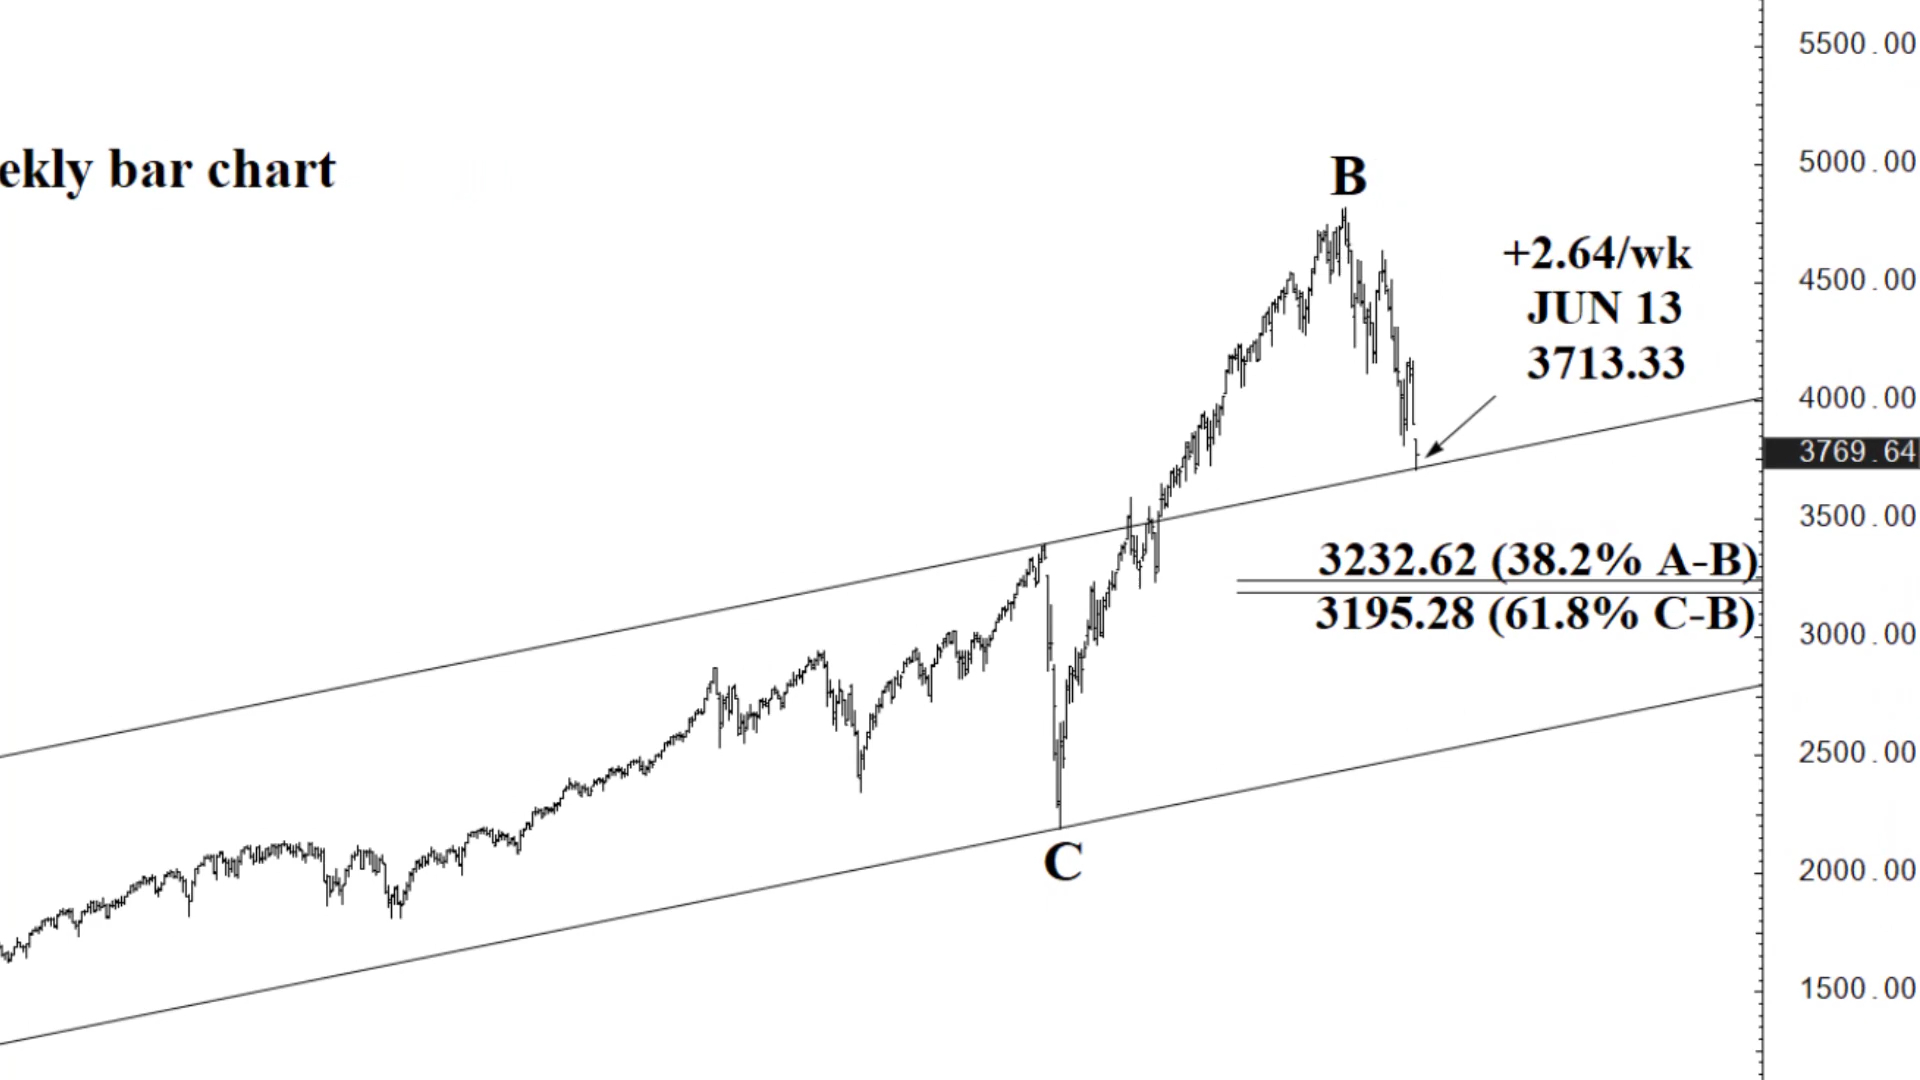 5500.00
ekly bar chart
B
5000.00
+2.64/wk
JUN 13
3713.33
4500.00
4000.00
3769.64
3500.00
3232.62 (38.2% A-B)
3195.28 (61.8% C-B)
3000.00
2500.00
C
2000.00
1500.00